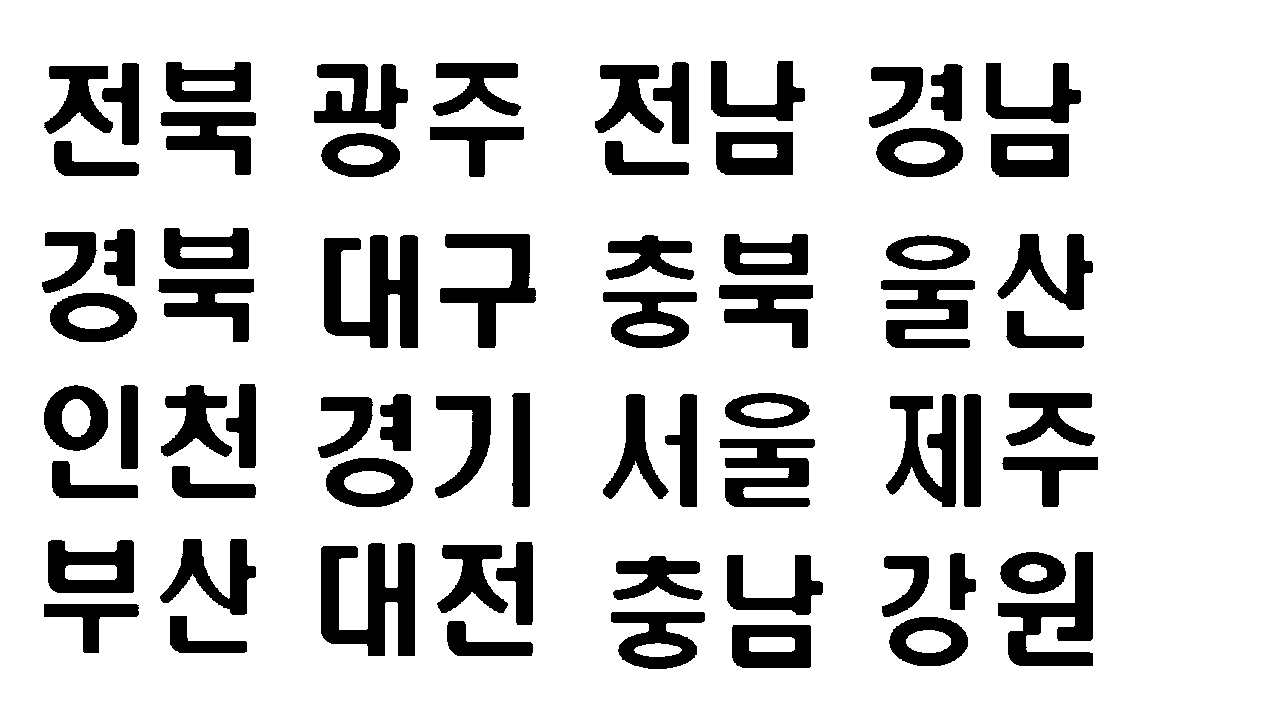 전북 광주 전남 경남
경북 대구 충북 울산
인천 경기 서울 제주
부산 대전 충남 강원